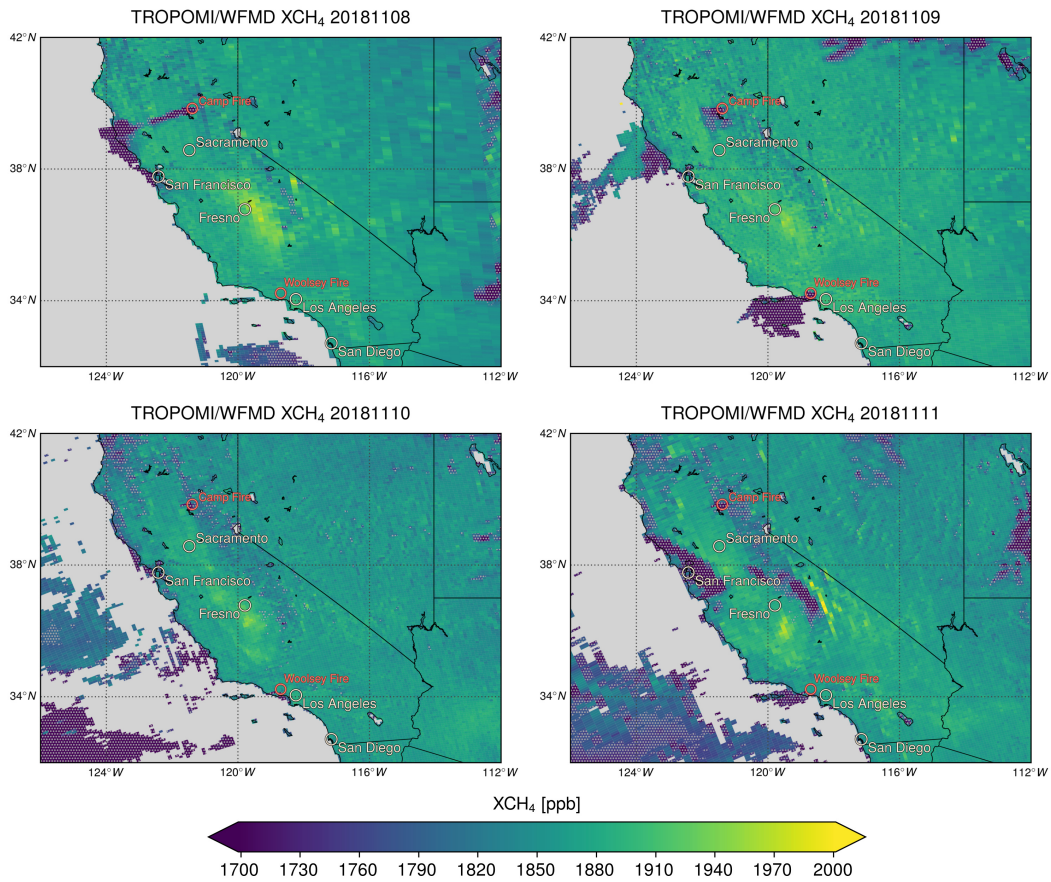 TROPOMI/WFMD XCH₄ 20181108
TROPOMI/WFMD XCH₄ 20181109
42°N
38°N
34°N
Camp Fire
Sacramento
San Francisco
Fresno
Woolsey Fire
Los Angeles
San Diego
124°W 120°W 116°W 112°W
42°N
38°N
34°N
Camp Fire
Sacramento
San Francisco
Fresno
Woolsey Fire
Los Angeles
San Diego
124°W 120°W 116°W 112°W
TROPOMI/WFMD XCH₄ 20181110
TROPOMI/WFMD XCH₄ 20181111
42°N
38°N
34°N
Camp Fire
Sacramento
San Francisco
Fresno
Woolsey Fire
Los Angeles
San Diego
124°W 120°W 116°W 112°W
42°N
38°N
34°N
Camp Fire
Sacramento
San Francisco
Fresno
Woolsey Fire
Los Angeles
San Diego
124°W 120°W 116°W 112°W
XCH₄ [ppb]
1700 1730 1760 1790 1820 1850 1880 1910 1940 1970 2000